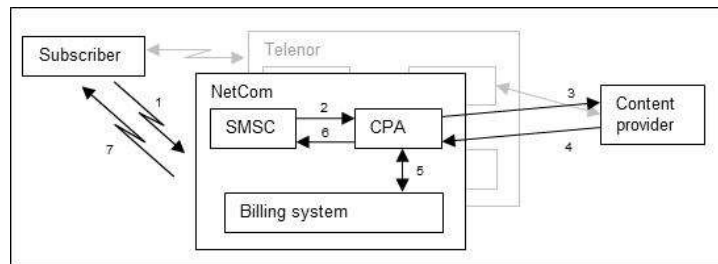 Subscriber
Telenor
NetCom
1
2
3
SMSC
CPA
Content
provider
6
4
7
5
Billing system